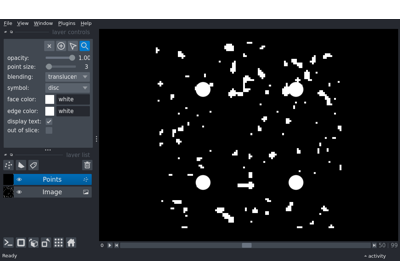 File View Window Plugins Help
layer controls
opacity: 1.00
point size: 3
blending: translucen
symbol: disc
face color: white
edge color: white
display text:
out of slice:
layer list
Points
Image
0 50 99
Ready activity